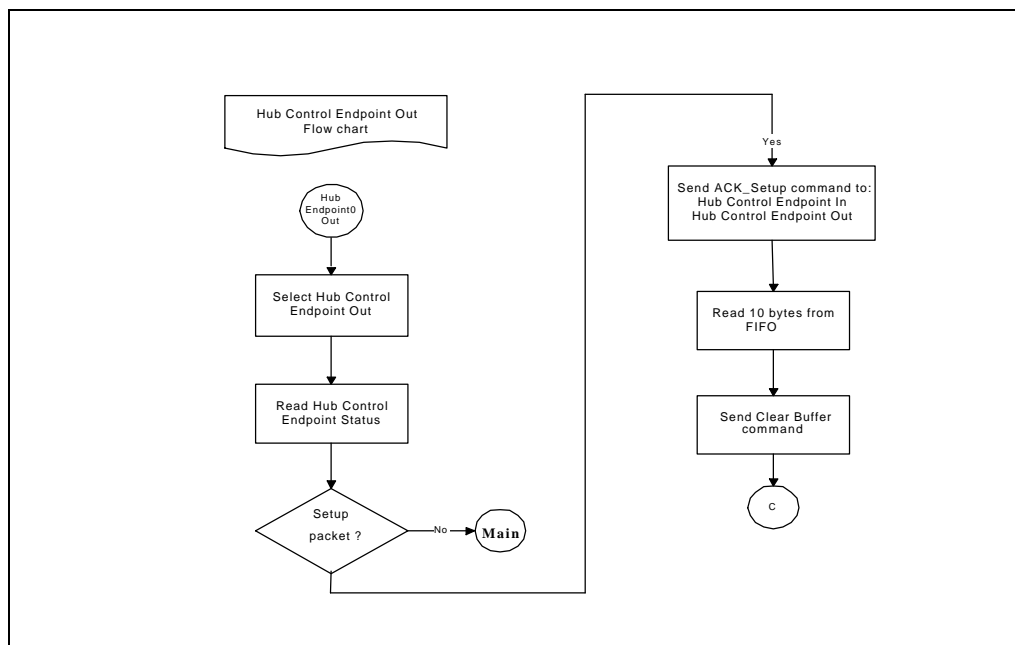 Hub Control Endpoint Out
Flow chart
Hub
Endpoint0
Out
Select Hub Control
Endpoint Out
Read Hub Control
Endpoint Status
Setup
packet ?
No
Main
Yes
Send ACK_Setup command to:
Hub Control Endpoint In
Hub Control Endpoint Out
Read 10 bytes from
FIFO
Send Clear Buffer
command
C